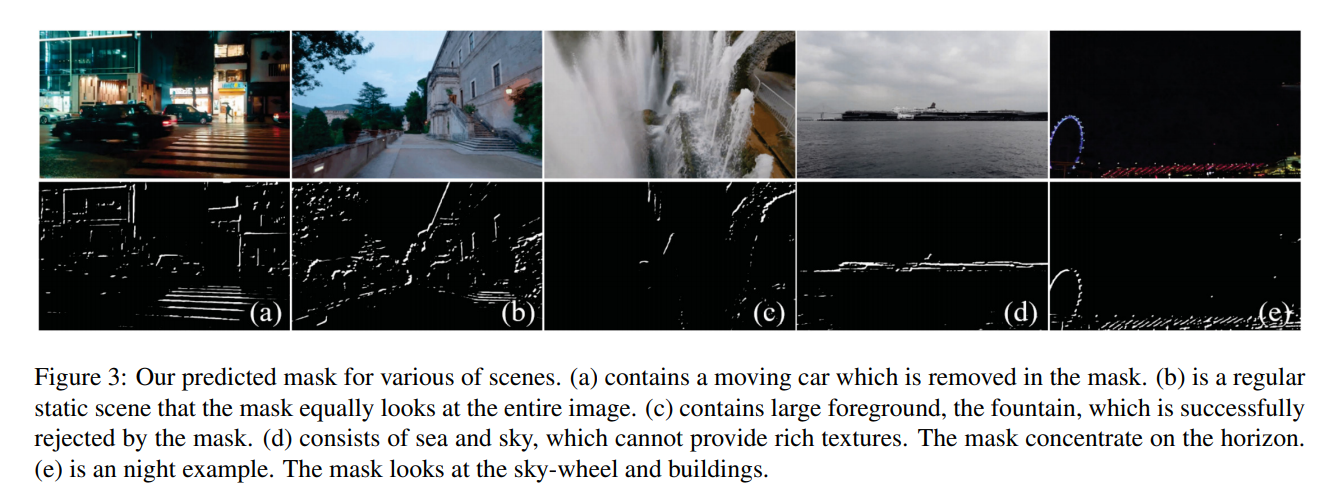 (a) (b) (c) (d) (e)
Figure 3: Our predicted mask for various of scenes. (a) contains a moving car which is removed in the mask. (b) is a regular
static scene that the mask equally looks at the entire image. (c) contains large foreground, the fountain, which is successfully
rejected by the mask. (d) consists of sea and sky, which cannot provide rich textures. The mask concentrate on the horizon.
(e) is an night example. The mask looks at the sky-wheel and buildings.